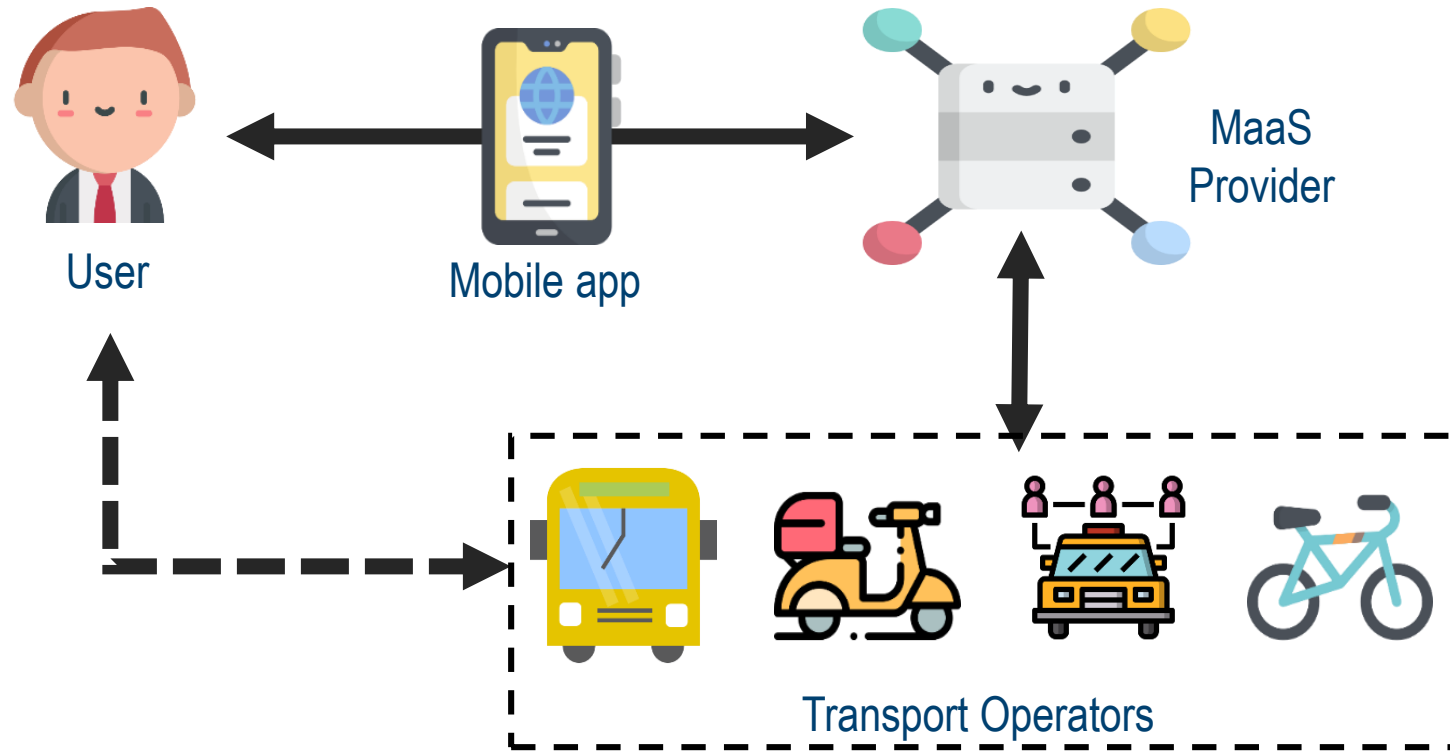 User
Mobile app
MaaS
Provider
Transport Operators